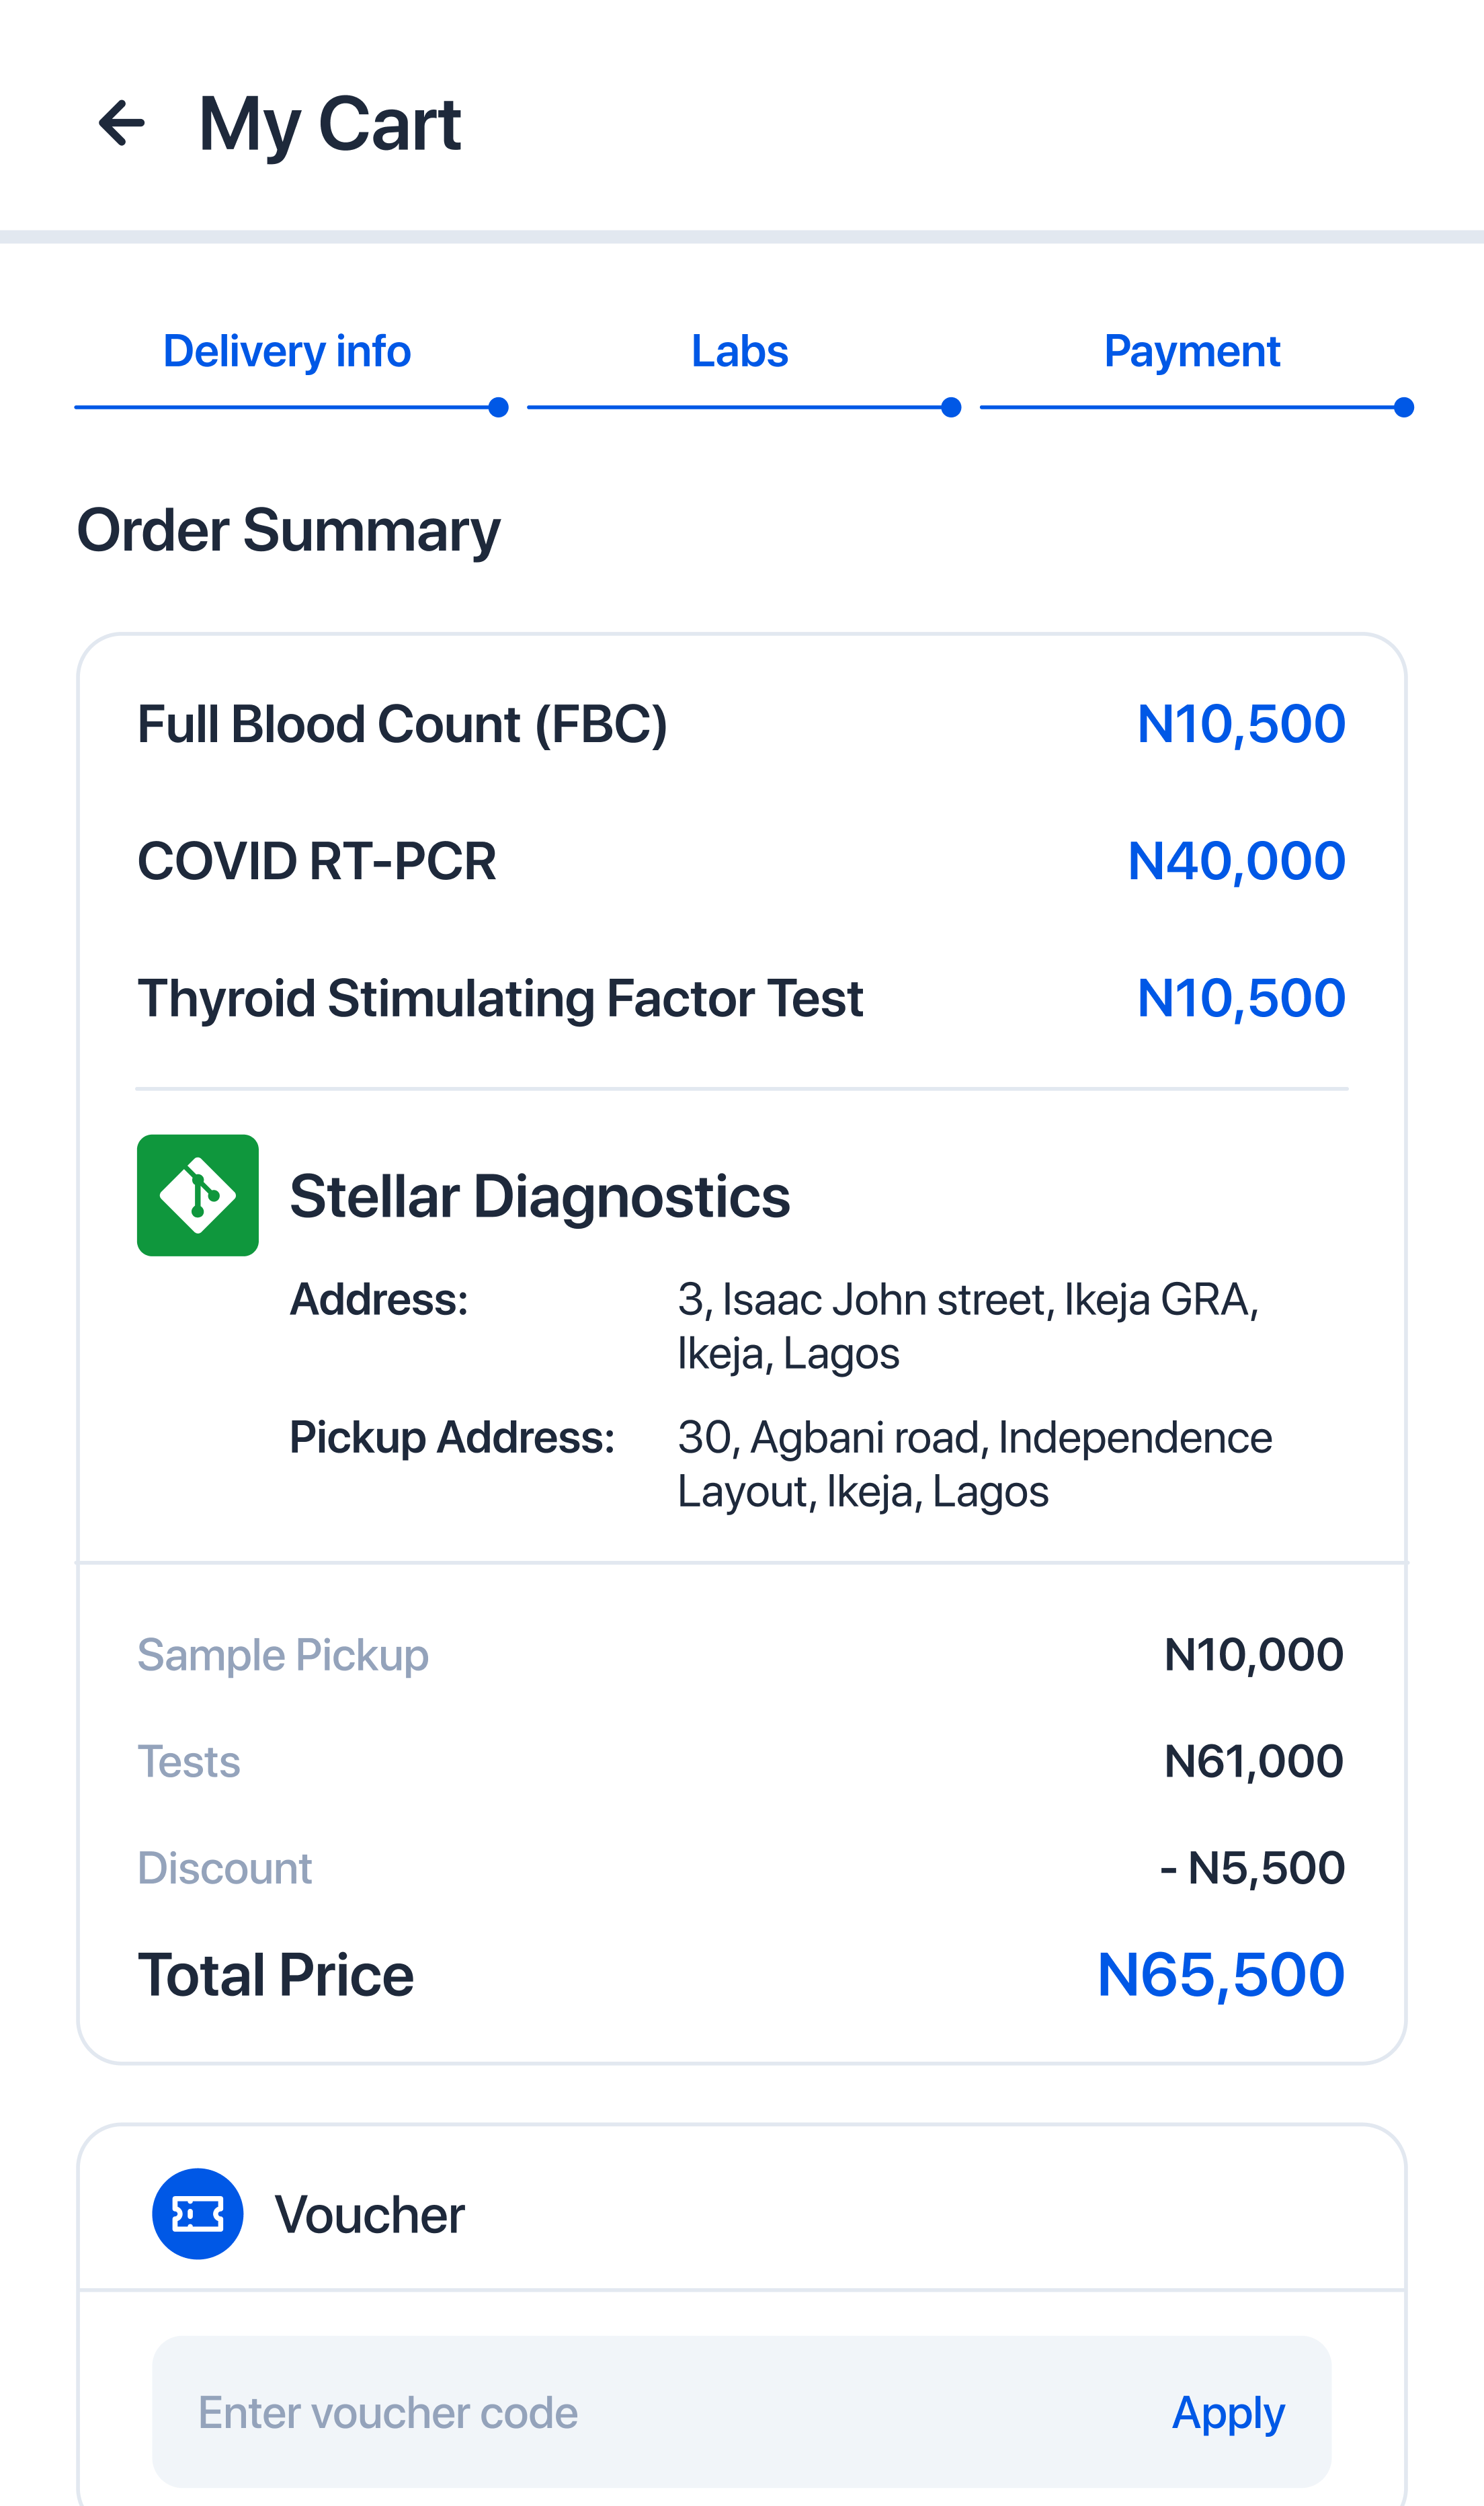 My Cart
Delivery info
Labs
Payment
Order Summary
Full Blood Count (FBC) N10,500
COVID RT-PCR N40,000
Thyroid Stimulating Factor Test N10,500
Stellar Diagnostics
Address: 3, Isaac John street, Ikeja GRA,
Ikeja, Lagos
Pickup Address: 30, Agbani road, Independence
Layout, Ikeja, Lagos
Sample Pickup N10,000
Tests N61,000
Discount - N5,500
Total Price N65,500
Voucher
Enter voucher code Apply